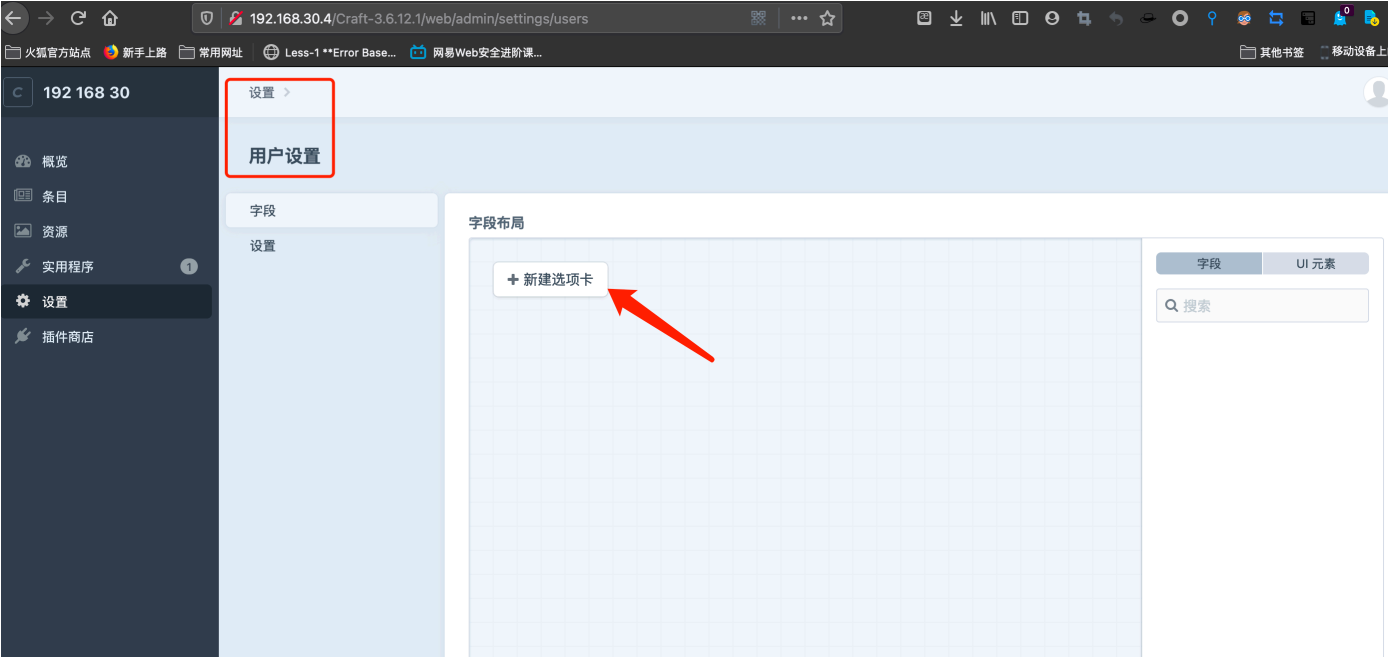 192.168.30.4/Craft-3.6.12.1/web/admin/settings/users
火狐官方站点 新手上路 常用网址 Less-1 **Error Base... 网易Web安全进阶课... 其他书签 移动设备上
0
C 192 168 30
设置
用户设置
概览
条目
资源
实用程序 1
设置
插件商店
字段
设置
字段布局
+ 新建选项卡
字段 UI 元素
搜索